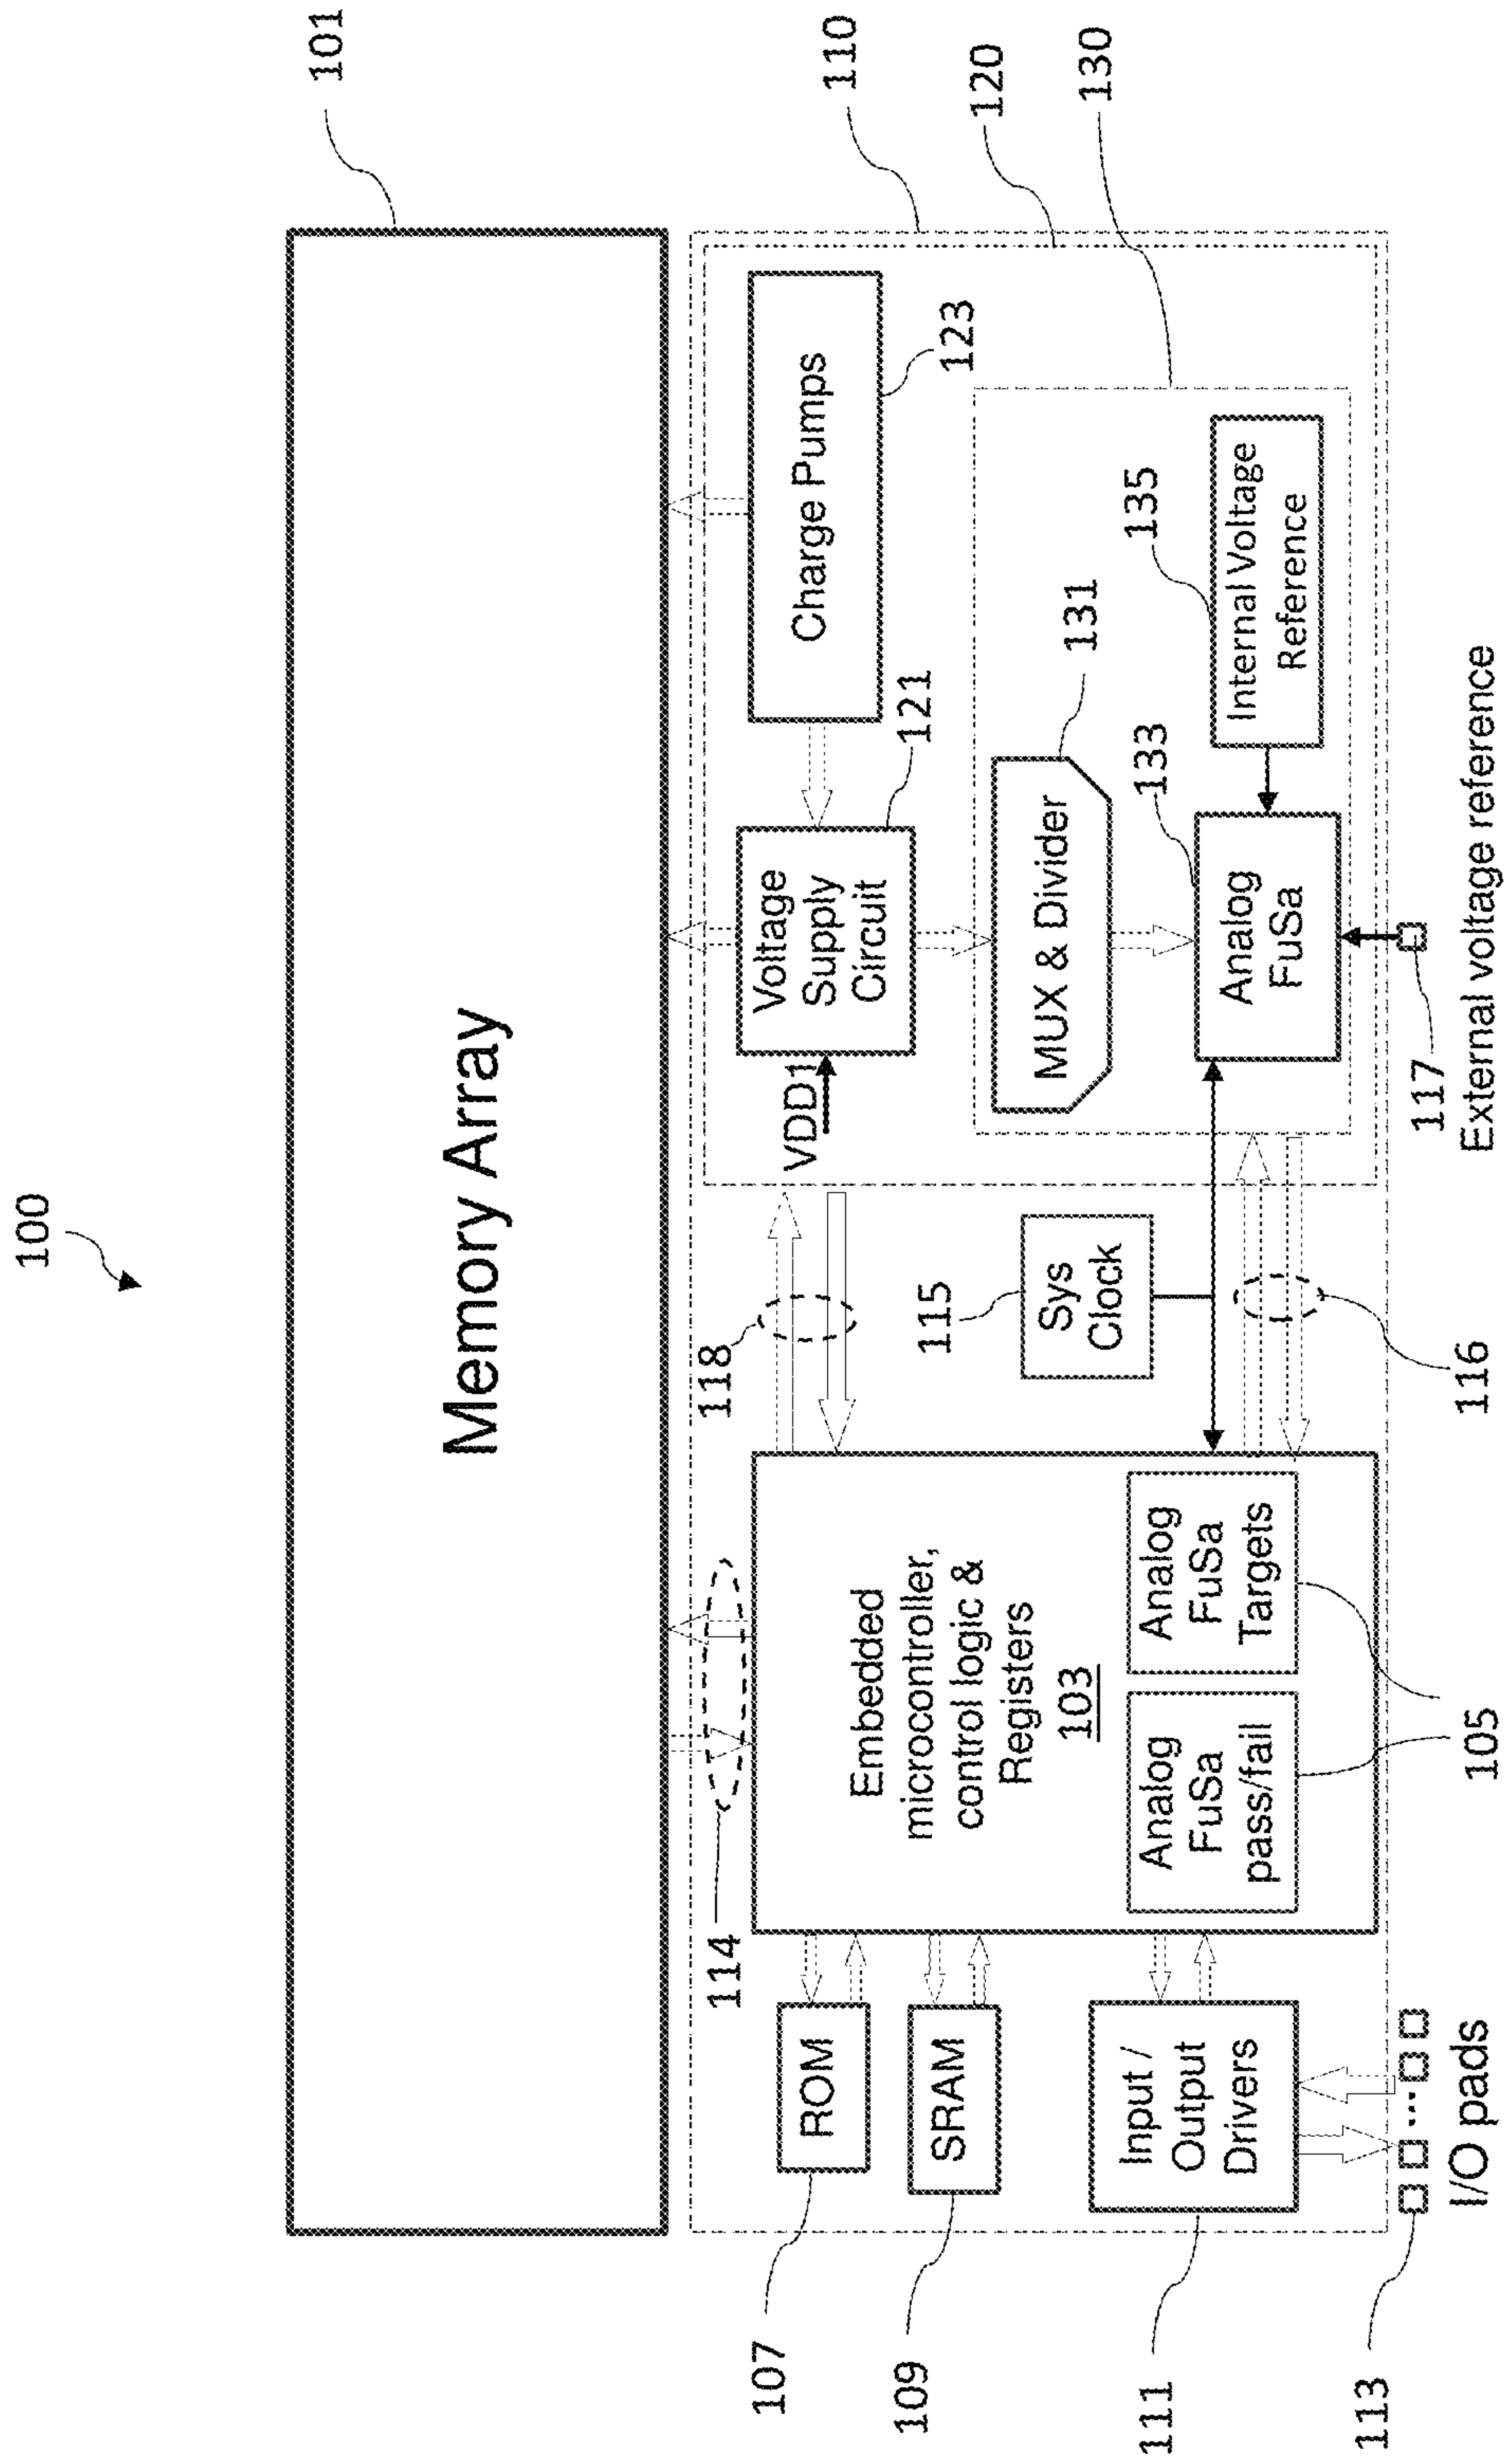 100
101
Memory Array
110
120
130
114
118
VDD1
Voltage
Supply
Circuit
121
Charge Pumps
123
107
ROM
109
SRAM
111
Input /
Output
Drivers
113
I/O pads
Embedded
microcontroller,
control logic &
Registers
103
Analog
FuSa
pass/fail
Analog
FuSa
Targets
105
115
Sys
Clock
116
MUX & Divider
131
133
Analog
FuSa
135
Internal Voltage
Reference
117
External voltage reference